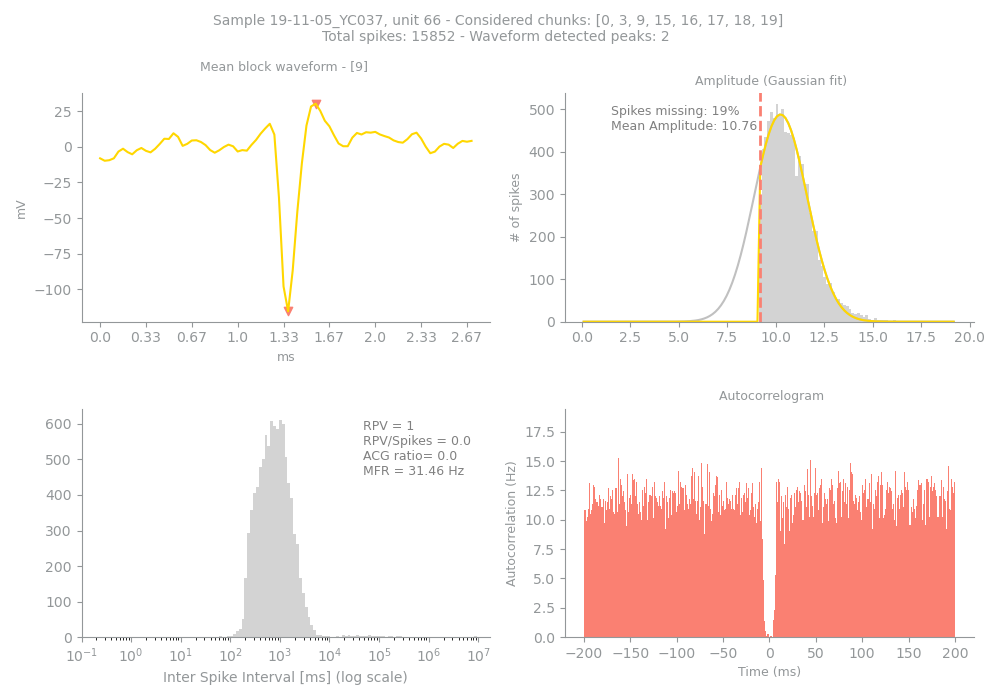 Sample 19-11-05_YC037, unit 66 - Considered chunks: [0, 3, 9, 15, 16, 17, 18, 19]
Total spikes: 15852 - Waveform detected peaks: 2
Mean block waveform - [9]
25
0
−25
−50
−75
−100
mV
0.0 0.33 0.67 1.0 1.33 1.67 2.0 2.33 2.67
ms
Amplitude (Gaussian fit)
Spikes missing: 19%
Mean Amplitude: 10.76
500
400
300
200
100
0
# of spikes
0.0 2.5 5.0 7.5 10.0 12.5 15.0 17.5 20.0
600
500
400
300
200
100
0
RPV = 1
RPV/Spikes = 0.0
ACG ratio= 0.0
MFR = 31.46 Hz
10⁻¹ 10⁰ 10¹ 10² 10³ 10⁴ 10⁵ 10⁶ 10⁷
Inter Spike Interval [ms] (log scale)
Autocorrelogram
17.5
15.0
12.5
10.0
7.5
5.0
2.5
0.0
Autocorrelation (Hz)
−200 −150 −100 −50 0 50 100 150 200
Time (ms)